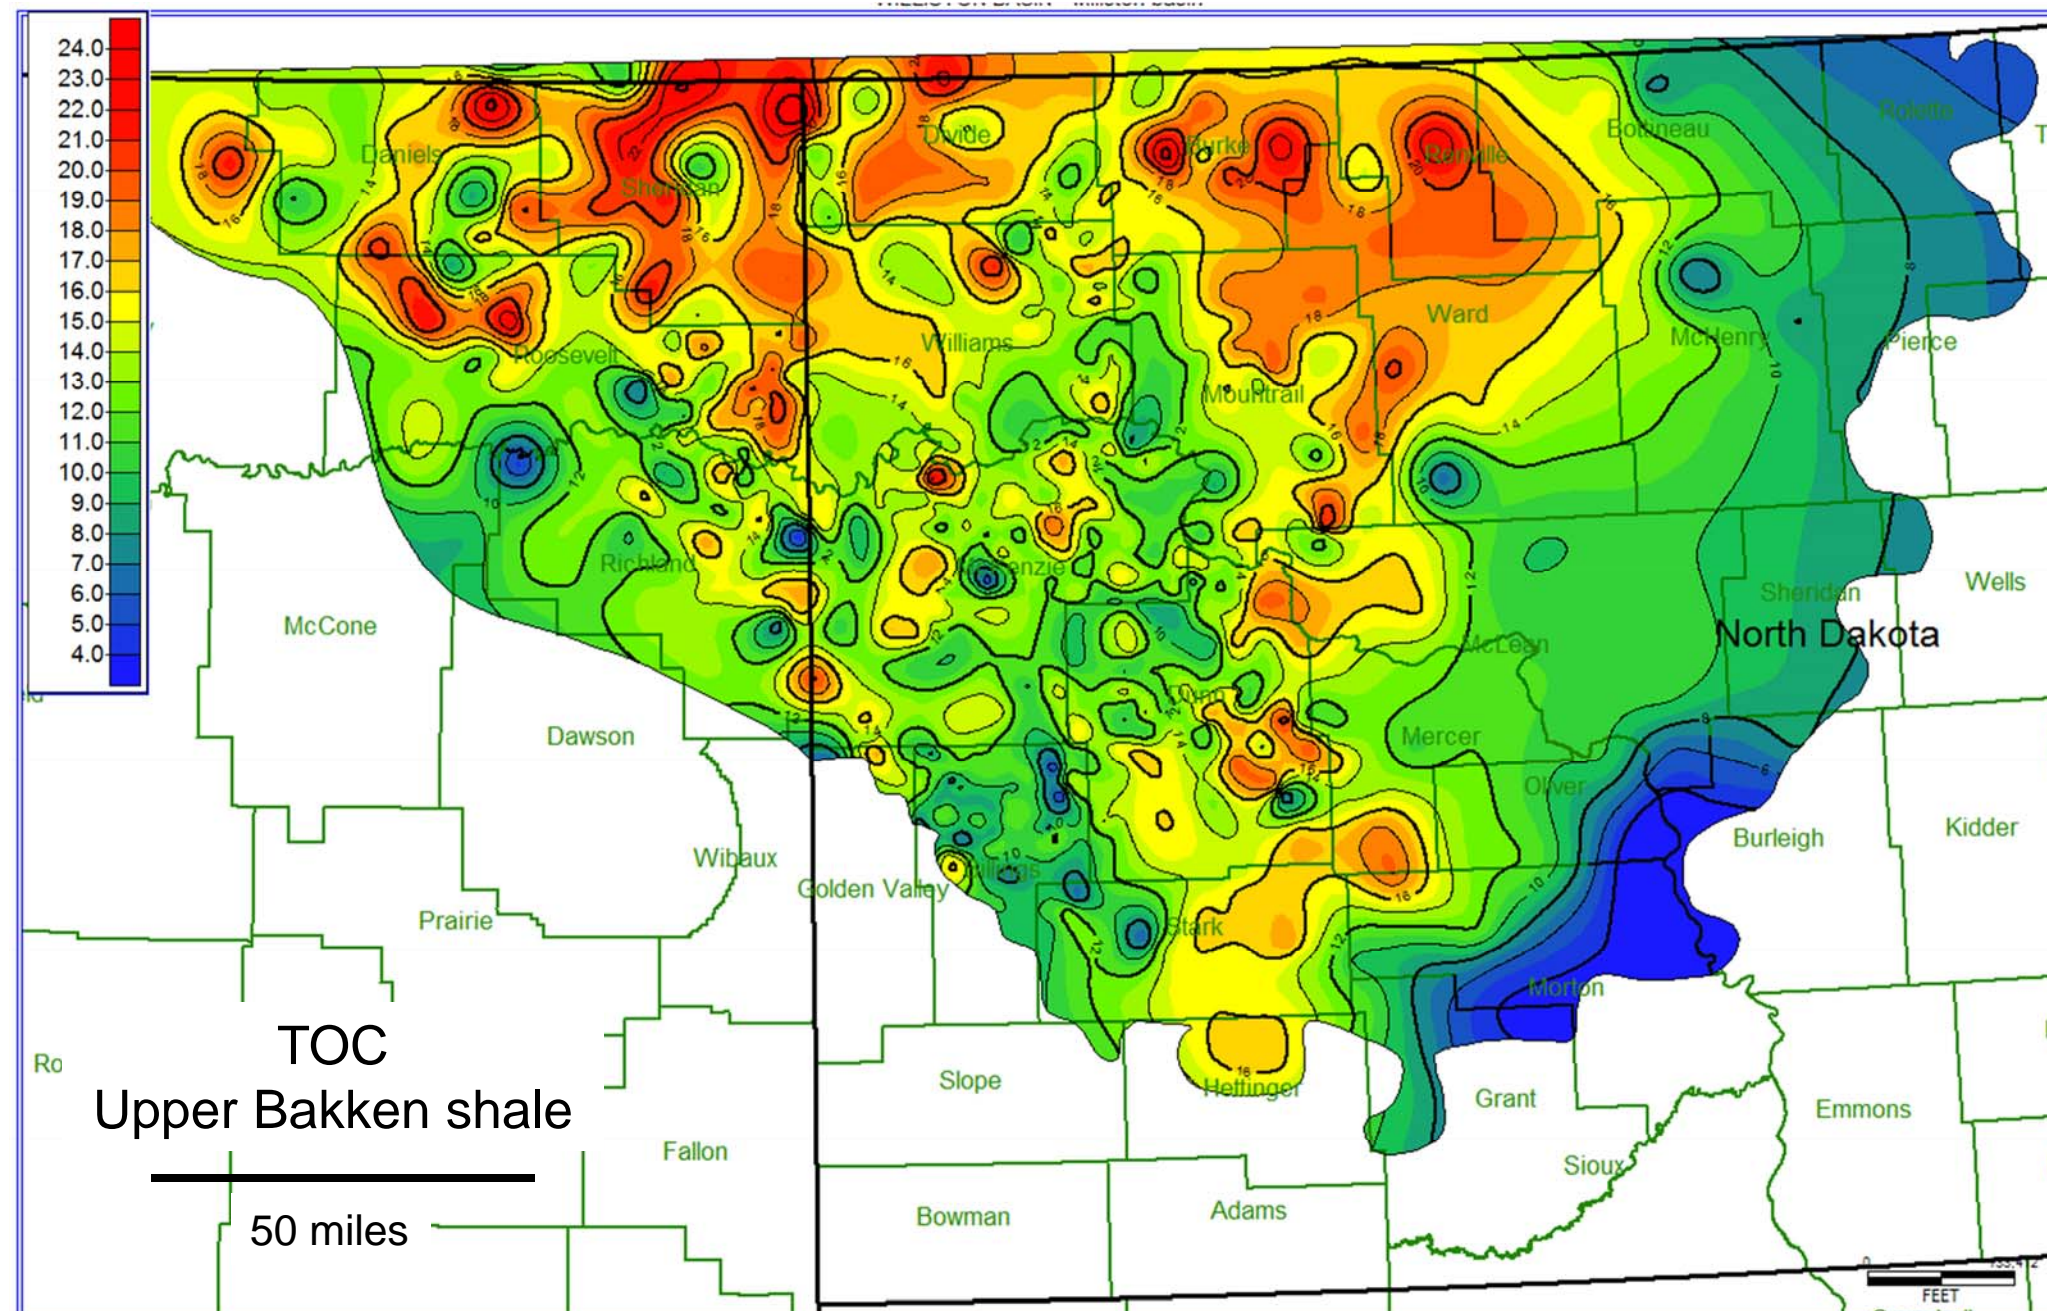 24.0
23.0
22.0
21.0
20.0
19.0
18.0
17.0
16.0
15.0
14.0
13.0
12.0
11.0
10.0
9.0
8.0
7.0
6.0
5.0
4.0
Daniels
Sheridan
Divide
Burke
Renville
Bottineau
Rolette
Roosevelt
Williams
Mountrail
Ward
McHenry
Pierce
McCone
Richland
McKenzie
McLean
Sheridan
Wells
North Dakota
Dawson
Dunn
Mercer
Oliver
Burleigh
Kidder
Prairie
Wibaux
Golden Valley
Billings
Stark
Morton
TOC
Upper Bakken shale
50 miles
Ro
Fallon
Slope
Hettinger
Grant
Emmons
Sioux
Bowman
Adams
FEET